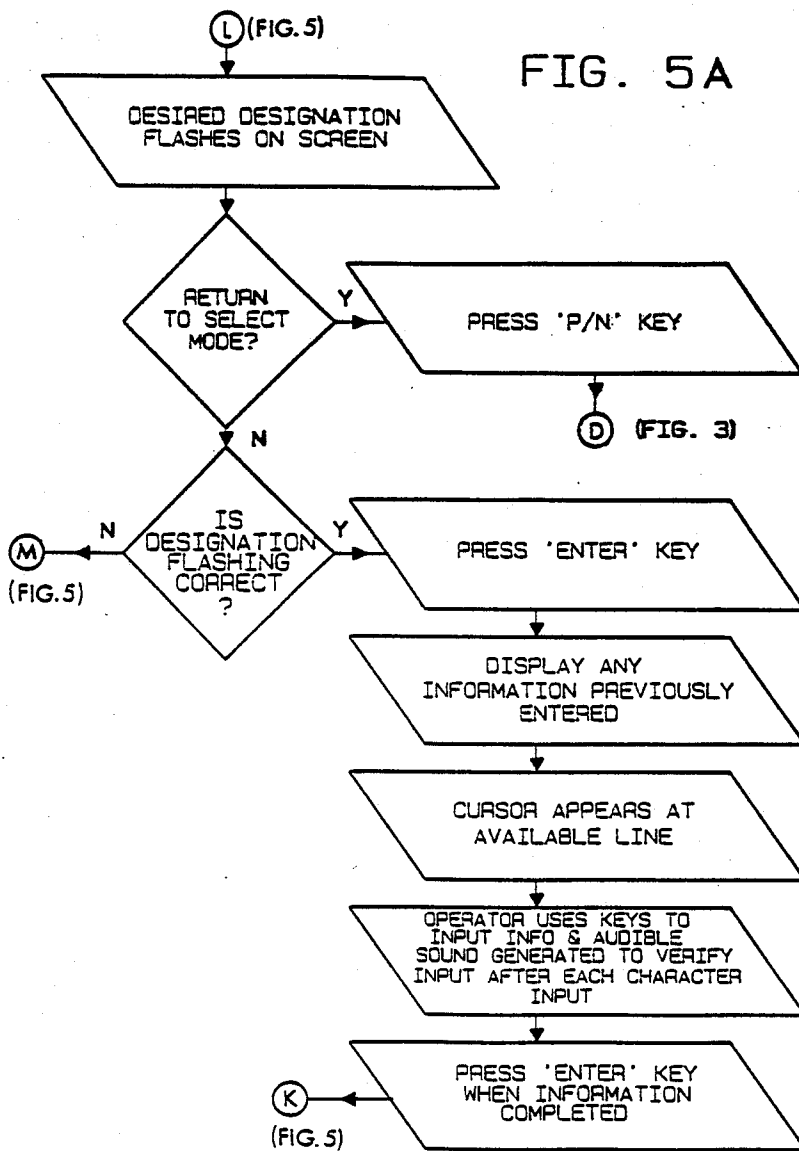 L (FIG. 5)
FIG. 5A
DESIRED DESIGNATION
FLASHES ON SCREEN
RETURN
TO SELECT
MODE?
Y
PRESS 'P/N' KEY
D (FIG. 3)
N
IS
DESIGNATION
FLASHING
CORRECT
?
N
M
(FIG. 5)
Y
PRESS 'ENTER' KEY
DISPLAY ANY
INFORMATION PREVIOUSLY
ENTERED
CURSOR APPEARS AT
AVAILABLE LINE
OPERATOR USES KEYS TO
INPUT INFO & AUDIBLE
SOUND GENERATED TO VERIFY
INPUT AFTER EACH CHARACTER
INPUT
PRESS 'ENTER' KEY
WHEN INFORMATION
COMPLETED
K
(FIG. 5)